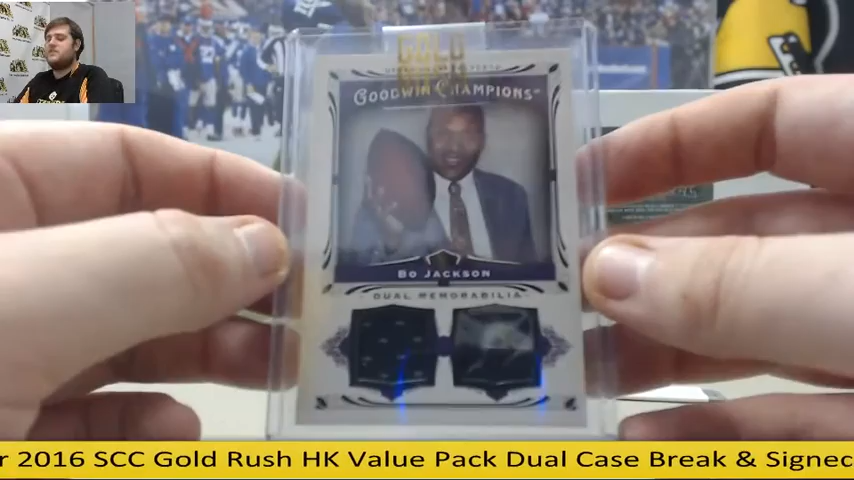 GOLD
RUSH
GOODWIN CHAMPIONS
BO JACKSON
DUAL MEMORABILIA
r 2016 SCC Gold Rush HK Value Pack Dual Case Break & Signed